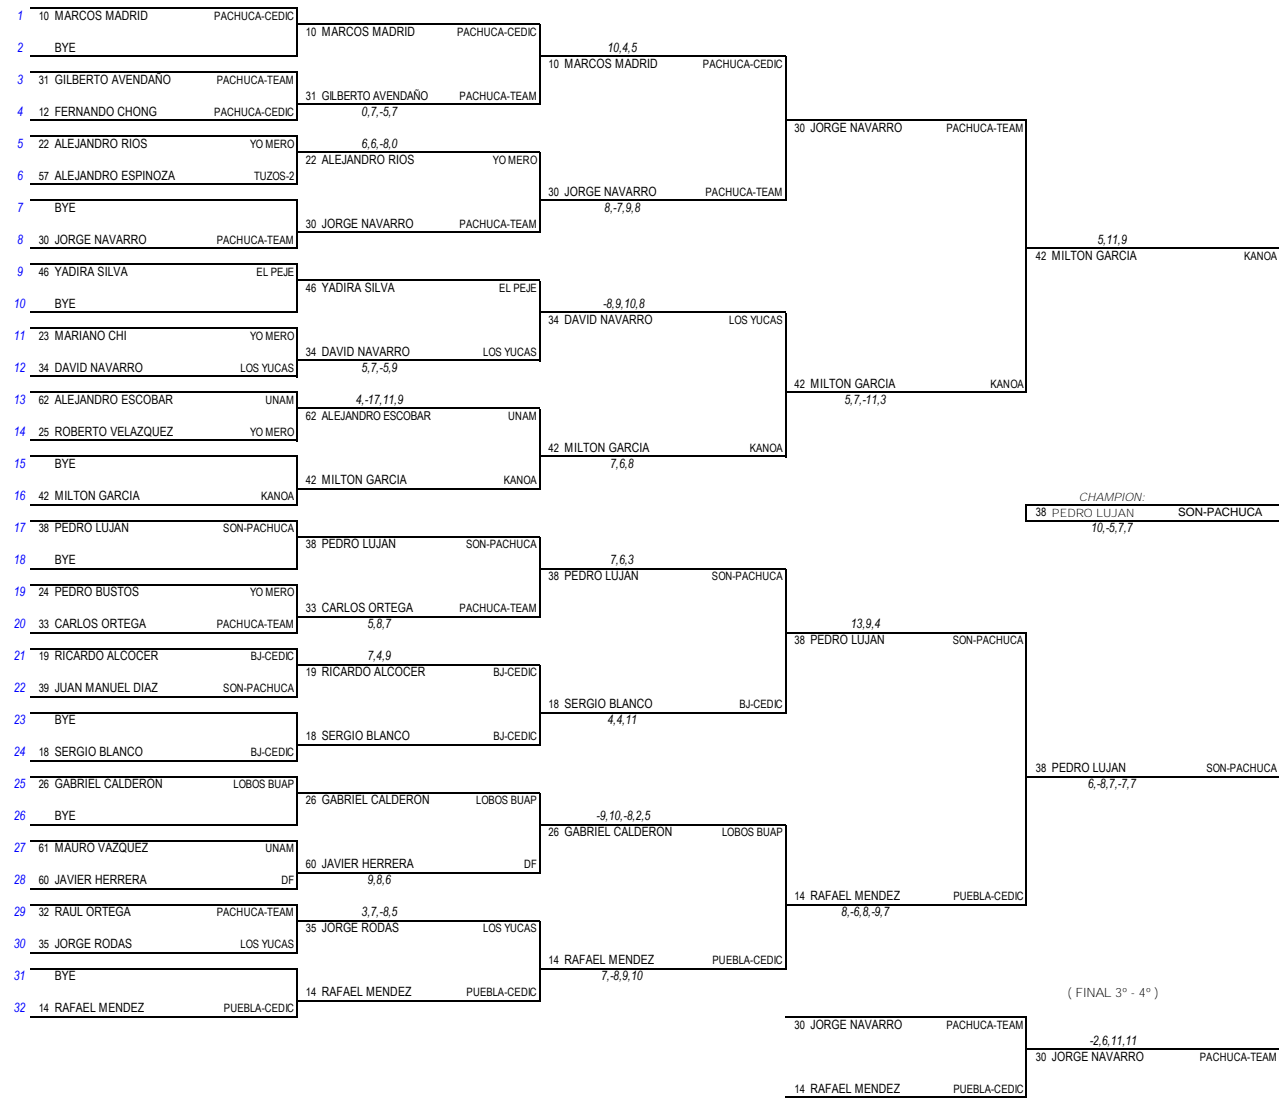 1 10 MARCOS MADRID PACHUCA-CEDIC
10 MARCOS MADRID PACHUCA-CEDIC
2 BYE 10,4,5
10 MARCOS MADRID PACHUCA-CEDIC
3 31 GILBERTO AVENDAÑO PACHUCA-TEAM
31 GILBERTO AVENDAÑO PACHUCA-TEAM
4 12 FERNANDO CHONG PACHUCA-CEDIC 0,7,-5,7
30 JORGE NAVARRO PACHUCA-TEAM
5 22 ALEJANDRO RIOS YO MERO 6,6,-8,0
22 ALEJANDRO RIOS YO MERO
6 57 ALEJANDRO ESPINOZA TUZOS-2
30 JORGE NAVARRO PACHUCA-TEAM
7 BYE 8,-7,9,8
30 JORGE NAVARRO PACHUCA-TEAM
8 30 JORGE NAVARRO PACHUCA-TEAM 5,11,9
42 MILTON GARCIA KANOA
9 46 YADIRA SILVA EL PEJE
46 YADIRA SILVA EL PEJE
10 BYE -8,9,10,8
34 DAVID NAVARRO LOS YUCAS
11 23 MARIANO CHI YO MERO
34 DAVID NAVARRO LOS YUCAS
12 34 DAVID NAVARRO LOS YUCAS 5,7,-5,9
42 MILTON GARCIA KANOA
13 62 ALEJANDRO ESCOBAR UNAM 4,-17,11,9 5,7,-11,3
62 ALEJANDRO ESCOBAR UNAM
14 25 ROBERTO VELAZQUEZ YO MERO
42 MILTON GARCIA KANOA
15 BYE 7,6,8
42 MILTON GARCIA KANOA
16 42 MILTON GARCIA KANOA CHAMPION:
38 PEDRO LUJAN SON-PACHUCA
17 38 PEDRO LUJAN SON-PACHUCA 10,-5,7,7
38 PEDRO LUJAN SON-PACHUCA
18 BYE 7,6,3
38 PEDRO LUJAN SON-PACHUCA
19 24 PEDRO BUSTOS YO MERO
33 CARLOS ORTEGA PACHUCA-TEAM
20 33 CARLOS ORTEGA PACHUCA-TEAM 5,8,7 13,9,4
38 PEDRO LUJAN SON-PACHUCA
21 19 RICARDO ALCOCER BJ-CEDIC 7,4,9
19 RICARDO ALCOCER BJ-CEDIC
22 39 JUAN MANUEL DIAZ SON-PACHUCA
18 SERGIO BLANCO BJ-CEDIC
23 BYE 4,4,11
18 SERGIO BLANCO BJ-CEDIC
24 18 SERGIO BLANCO BJ-CEDIC
38 PEDRO LUJAN SON-PACHUCA
25 26 GABRIEL CALDERON LOBOS BUAP 6,-8,7,-7,7
26 GABRIEL CALDERON LOBOS BUAP
26 BYE -9,10,-8,2,5
26 GABRIEL CALDERON LOBOS BUAP
27 61 MAURO VAZQUEZ UNAM
60 JAVIER HERRERA DF
28 60 JAVIER HERRERA DF 9,8,6
14 RAFAEL MENDEZ PUEBLA-CEDIC
29 32 RAUL ORTEGA PACHUCA-TEAM 3,7,-8,5 8,-6,8,-9,7
35 JORGE RODAS LOS YUCAS
30 35 JORGE RODAS LOS YUCAS
14 RAFAEL MENDEZ PUEBLA-CEDIC
31 BYE 7,-8,9,10
14 RAFAEL MENDEZ PUEBLA-CEDIC ( FINAL 3º - 4º )
32 14 RAFAEL MENDEZ PUEBLA-CEDIC
30 JORGE NAVARRO PACHUCA-TEAM
-2,6,11,11
30 JORGE NAVARRO PACHUCA-TEAM
14 RAFAEL MENDEZ PUEBLA-CEDIC